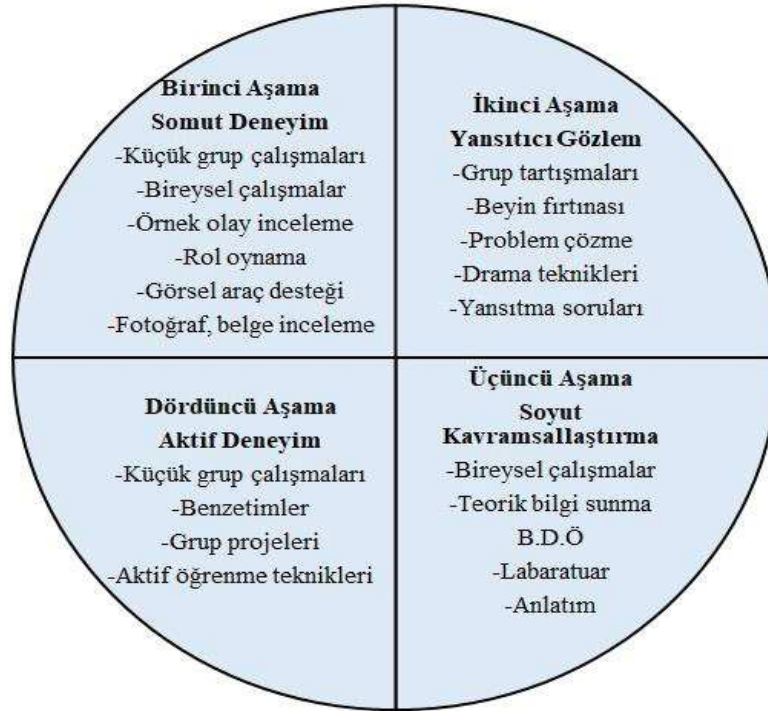 Birinci Aşama
Somut Deneyim
-Küçük grup çalışmaları
-Bireysel çalışmalar
-Örnek olay inceleme
-Rol oynama
-Görsel araç desteği
-Fotoğraf, belge inceleme
İkinci Aşama
Yansıtıcı Gözlem
-Grup tartışmaları
-Beyin fırtınası
-Problem çözme
-Drama teknikleri
-Yansıtma soruları
Üçüncü Aşama
Soyut
Kavramsallaştırma
-Bireysel çalışmalar
-Teorik bilgi sunma
B.D.Ö
-Labaratuar
-Anlatım
Dördüncü Aşama
Aktif Deneyim
-Küçük grup çalışmaları
-Benzetimler
-Grup projeleri
-Aktif öğrenme teknikleri